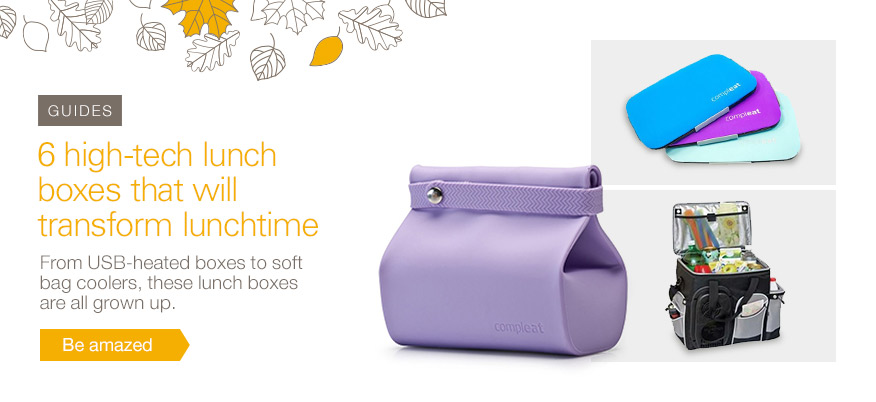 GUIDES
6 high-tech lunch
boxes that will
transform lunchtime
From USB-heated boxes to soft
bag coolers, these lunch boxes
are all grown up.
Be amazed
compleat
compleat
compleat